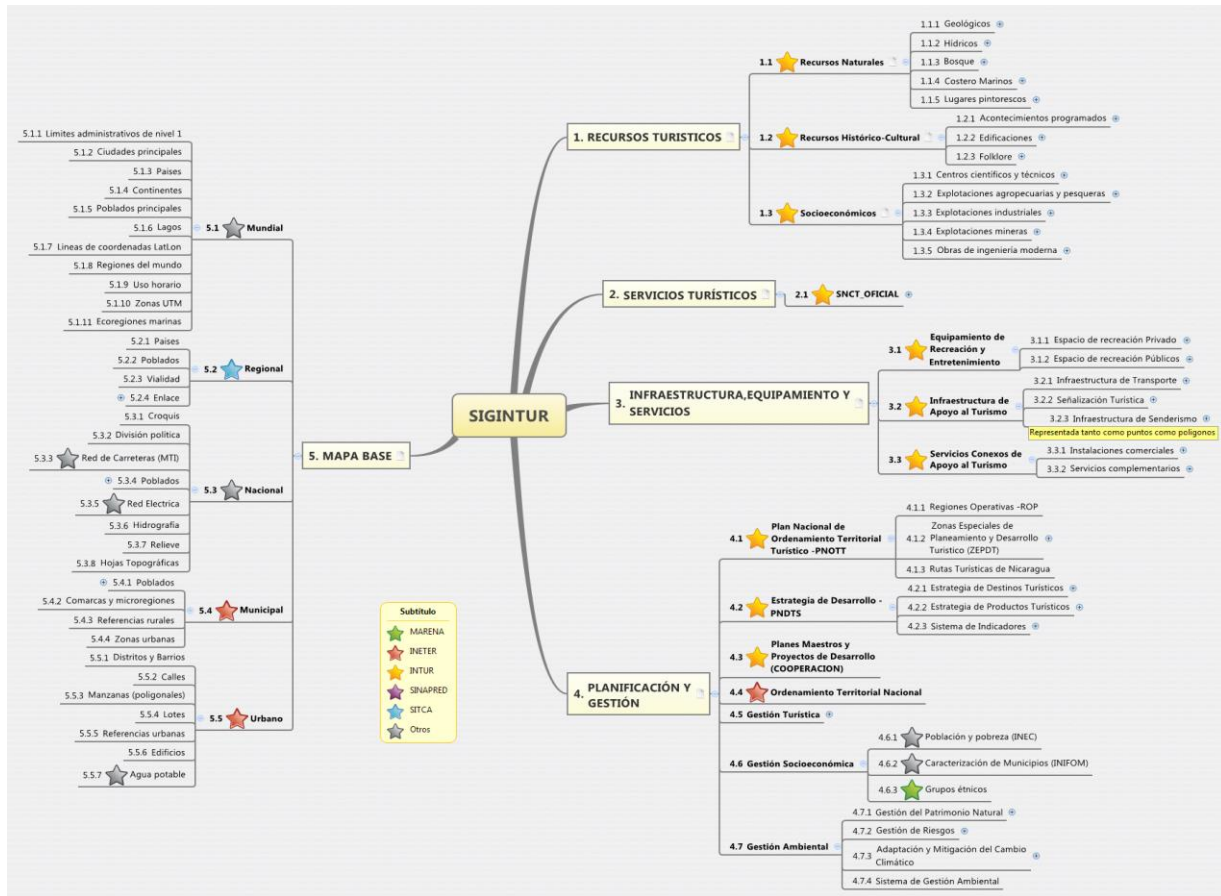 SIGINTUR
1. RECURSOS TURISTICOS
1.1 Recursos Naturales
1.1.1 Geológicos
1.1.2 Hídricos
1.1.3 Bosque
1.1.4 Costero Marinos
1.1.5 Lugares pintorescos
1.2 Recursos Histórico-Cultural
1.2.1 Acontecimientos programados
1.2.2 Edificaciones
1.2.3 Folklore
1.3 Socioeconómicos
1.3.1 Centros científicos y técnicos
1.3.2 Explotaciones agropecuarias y pesqueras
1.3.3 Explotaciones industriales
1.3.4 Explotaciones mineras
1.3.5 Obras de ingeniería moderna
2. SERVICIOS TURÍSTICOS
2.1 SNCT_OFICIAL
3. INFRAESTRUCTURA,EQUIPAMIENTO Y
SERVICIOS
3.1 Equipamiento de
Recreación y
Entretenimiento
3.1.1 Espacio de recreación Privado
3.1.2 Espacio de recreación Públicos
3.2 Infraestructura de
Apoyo al Turismo
3.2.1 Infraestructura de Transporte
3.2.2 Señalización Turística
3.2.3 Infraestructura de Senderismo
Representada tanto como puntos como poligonos
3.3 Servicios Conexos de
Apoyo al Turismo
3.3.1 Instalaciones comerciales
3.3.2 Servicios complementarios
4. PLANIFICACIÓN Y
GESTIÓN
4.1 Plan Nacional de
Ordenamiento Territorial
Turístico -PNOTT
4.1.1 Regiones Operativas -ROP
4.1.2 Zonas Especiales de
Planeamiento y Desarrollo
Turistico (ZEPDT)
4.1.3 Rutas Turísticas de Nicaragua
4.2 Estrategia de Desarrollo -
PNDTS
4.2.1 Estrategia de Destinos Turísticos
4.2.2 Estrategia de Productos Turísticos
4.2.3 Sistema de Indicadores
4.3 Planes Maestros y
Proyectos de Desarrollo
(COOPERACION)
4.4 Ordenamiento Territorial Nacional
4.5 Gestión Turística
4.6 Gestión Socioeconómica
4.6.1 Población y pobreza (INEC)
4.6.2 Caracterización de Municipios (INIFOM)
4.6.3 Grupos étnicos
4.7 Gestión Ambiental
4.7.1 Gestión del Patrimonio Natural
4.7.2 Gestión de Riesgos
4.7.3 Adaptación y Mitigación del Cambio
Climático
4.7.4 Sistema de Gestión Ambiental
5. MAPA BASE
5.1 Mundial
5.1.1 Limites administrativos de nivel 1
5.1.2 Ciudades principales
5.1.3 Paises
5.1.4 Continentes
5.1.5 Poblados principales
5.1.6 Lagos
5.1.7 Lineas de coordenadas LatLon
5.1.8 Regiones del mundo
5.1.9 Uso horario
5.1.10 Zonas UTM
5.1.11 Ecoregiones marinas
5.2 Regional
5.2.1 Paises
5.2.2 Poblados
5.2.3 Vialidad
5.2.4 Enlace
5.3 Nacional
5.3.1 Croquis
5.3.2 División política
5.3.3 Red de Carreteras (MTI)
5.3.4 Poblados
5.3.5 Red Electrica
5.3.6 Hidrografía
5.3.7 Relieve
5.3.8 Hojas Topográficas
5.4 Municipal
5.4.1 Poblados
5.4.2 Comarcas y microregiones
5.4.3 Referencias rurales
5.4.4 Zonas urbanas
5.5 Urbano
5.5.1 Distritos y Barrios
5.5.2 Calles
5.5.3 Manzanas (poligonales)
5.5.4 Lotes
5.5.5 Referencias urbanas
5.5.6 Edificios
5.5.7 Agua potable
Subtítulo
MARENA
INETER
INTUR
SINAPRED
SITCA
Otros